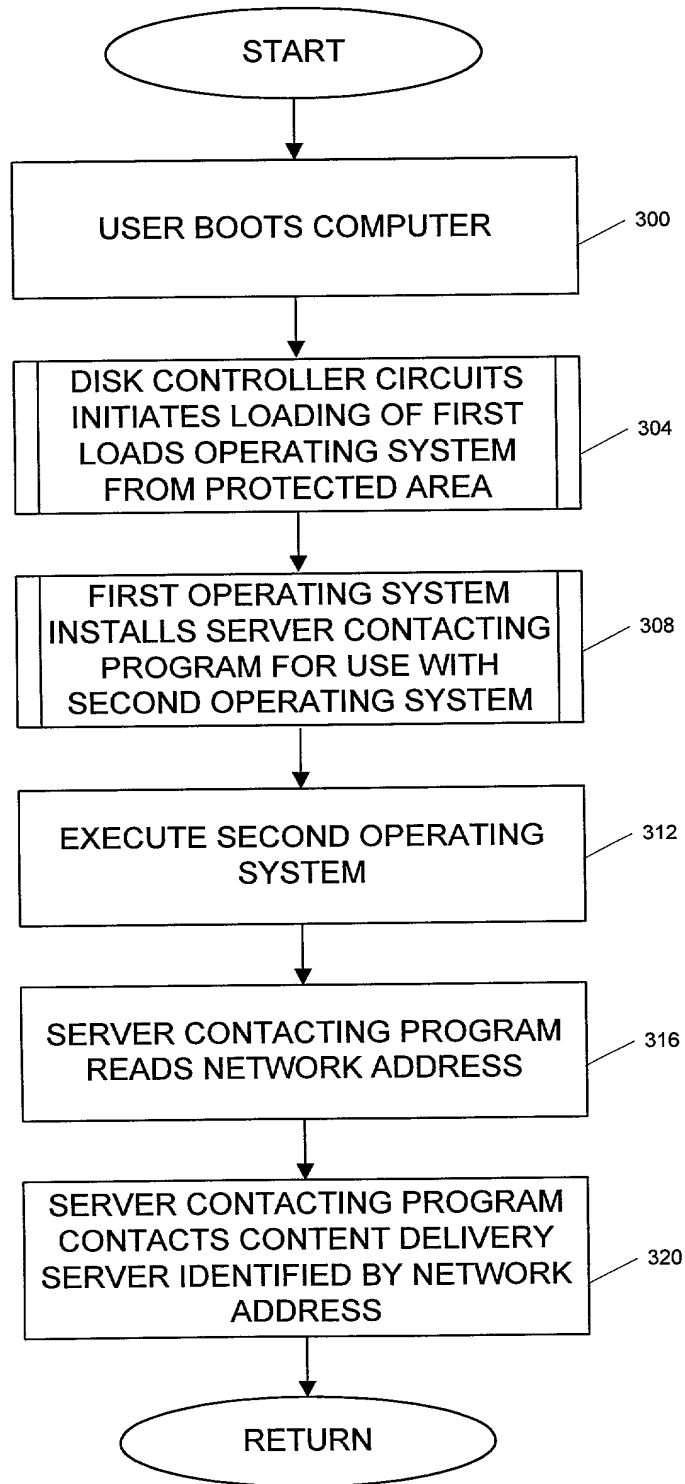 START
USER BOOTS COMPUTER
300
DISK CONTROLLER CIRCUITS
INITIATES LOADING OF FIRST
LOADS OPERATING SYSTEM
FROM PROTECTED AREA
304
FIRST OPERATING SYSTEM
INSTALLS SERVER CONTACTING
PROGRAM FOR USE WITH
SECOND OPERATING SYSTEM
308
EXECUTE SECOND OPERATING
SYSTEM
312
SERVER CONTACTING PROGRAM
READS NETWORK ADDRESS
316
SERVER CONTACTING PROGRAM
CONTACTS CONTENT DELIVERY
SERVER IDENTIFIED BY NETWORK
ADDRESS
320
RETURN